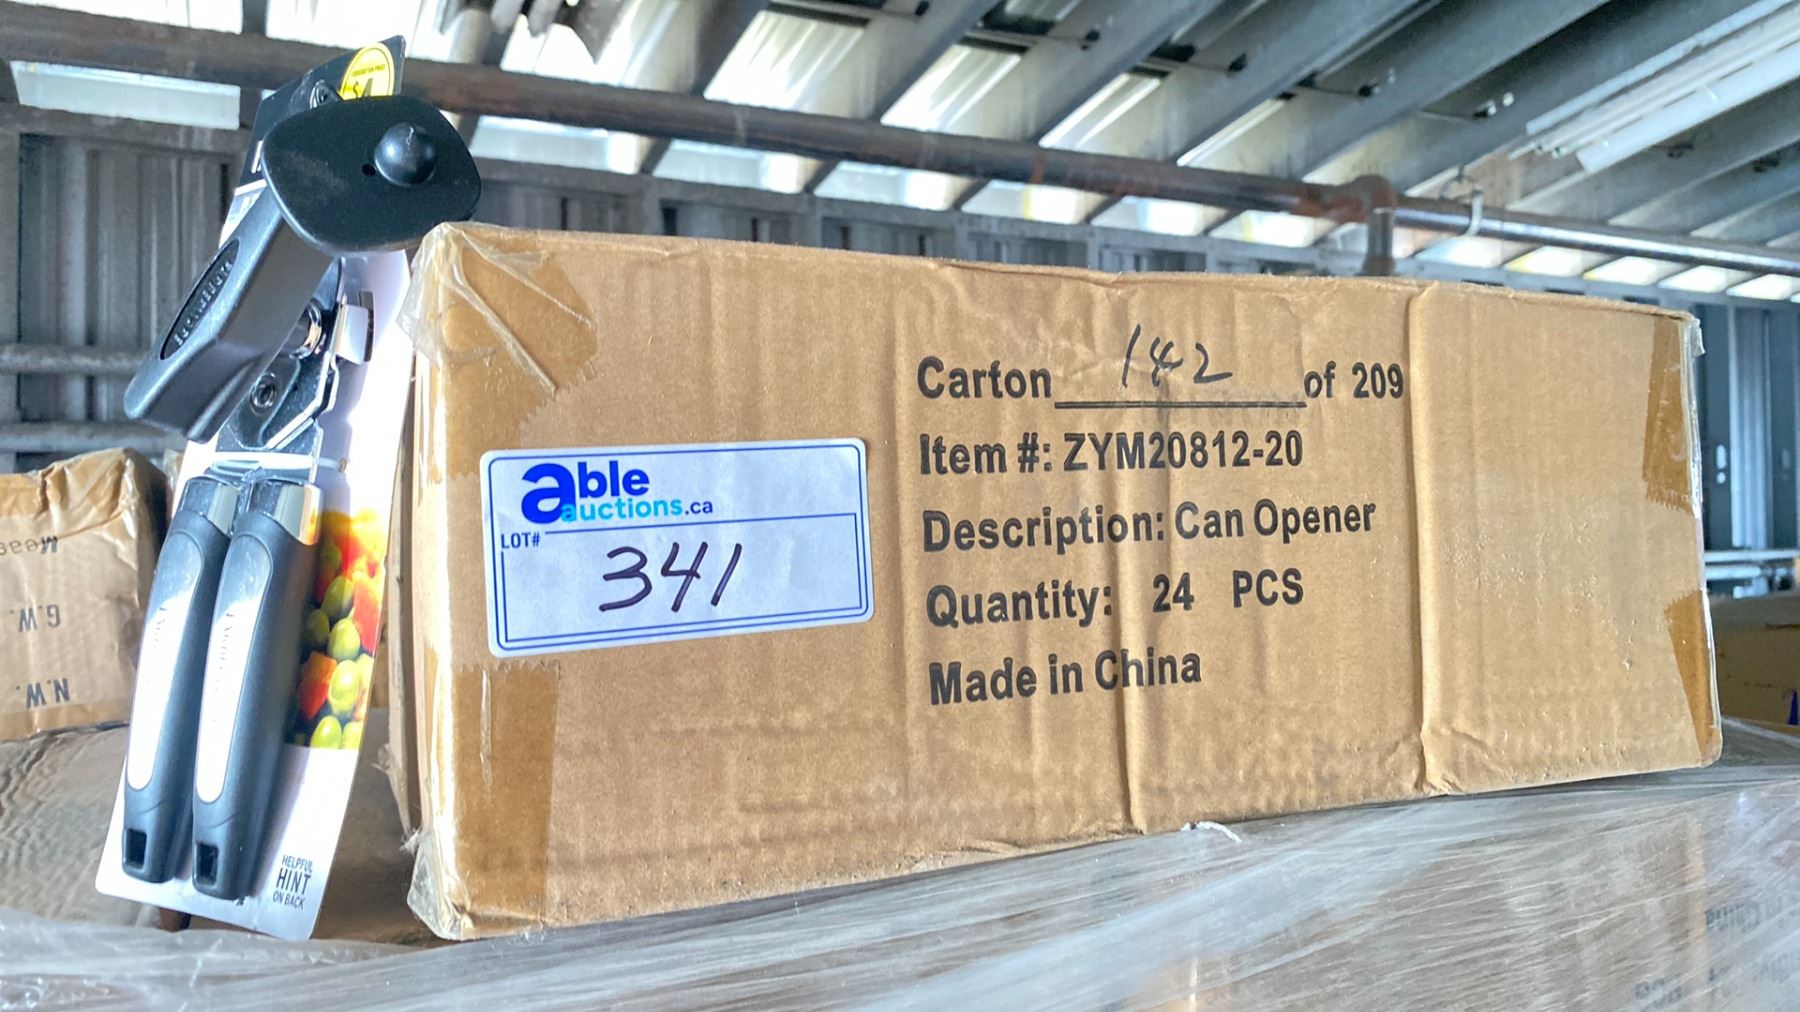 able
auctions.ca
LOT#
341
Carton 142 of 209
Item #: ZYM20812-20
Description: Can Opener
Quantity: 24 PCS
Made in China
HELPFUL
HINT
ON BACK
G.W.
N.W.